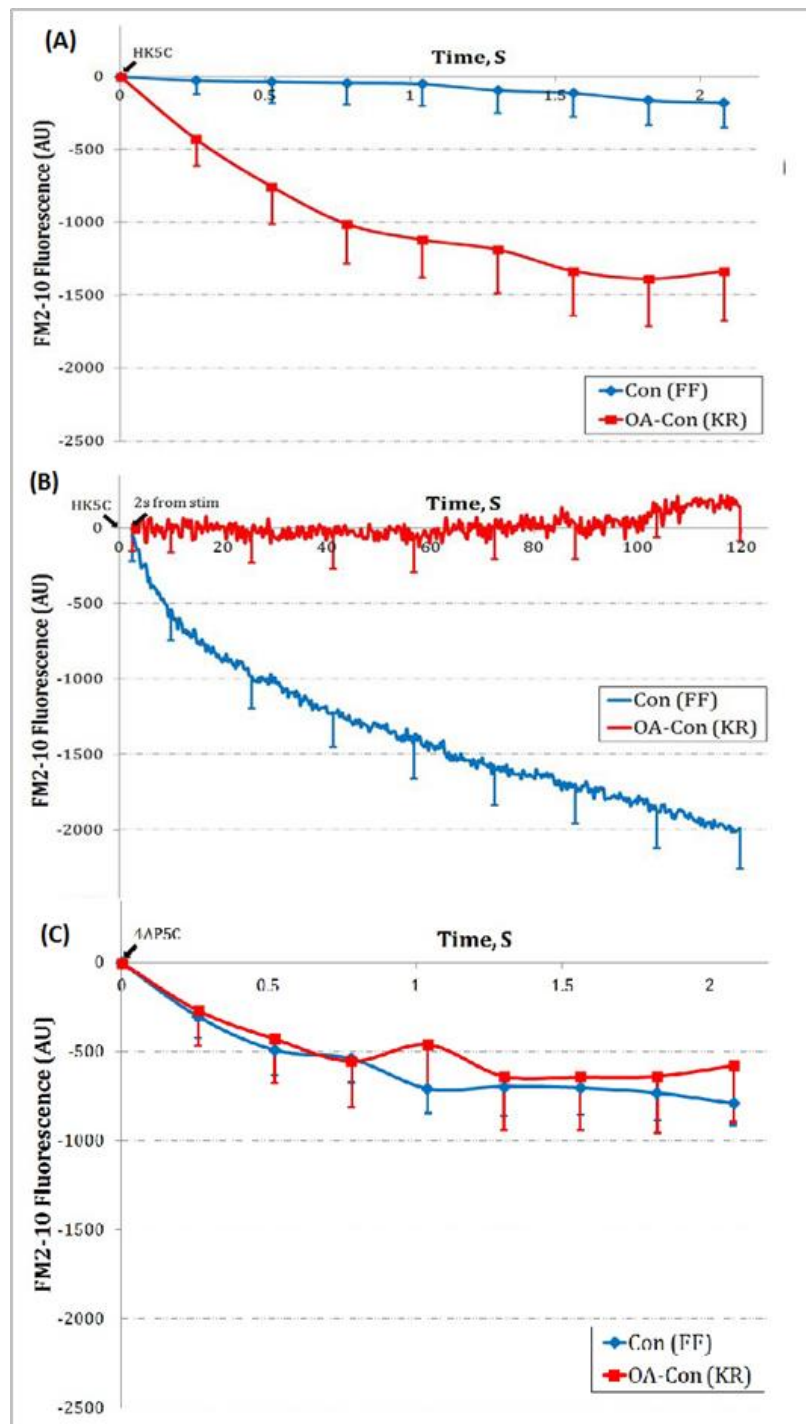 (A)
HK5C
Time, S
0
0 0.5 1 1.5 2
-500
-1000
-1500
-2000
-2500
FM2-10 Fluorescence (AU)
Con (FF)
OA-Con (KR)
(B)
HK5C
2s from stim
Time, S
0
0 20 40 60 80 100 120
-500
-1000
-1500
-2000
FM2-10 Fluorescence (AU)
Con (FF)
OA-Con (KR)
(C)
4AP5C
Time, S
0
0 0.5 1 1.5 2
-500
-1000
-1500
-2000
-2500
FM2-10 Fluorescence (AU)
Con (FF)
OA-Con (KR)